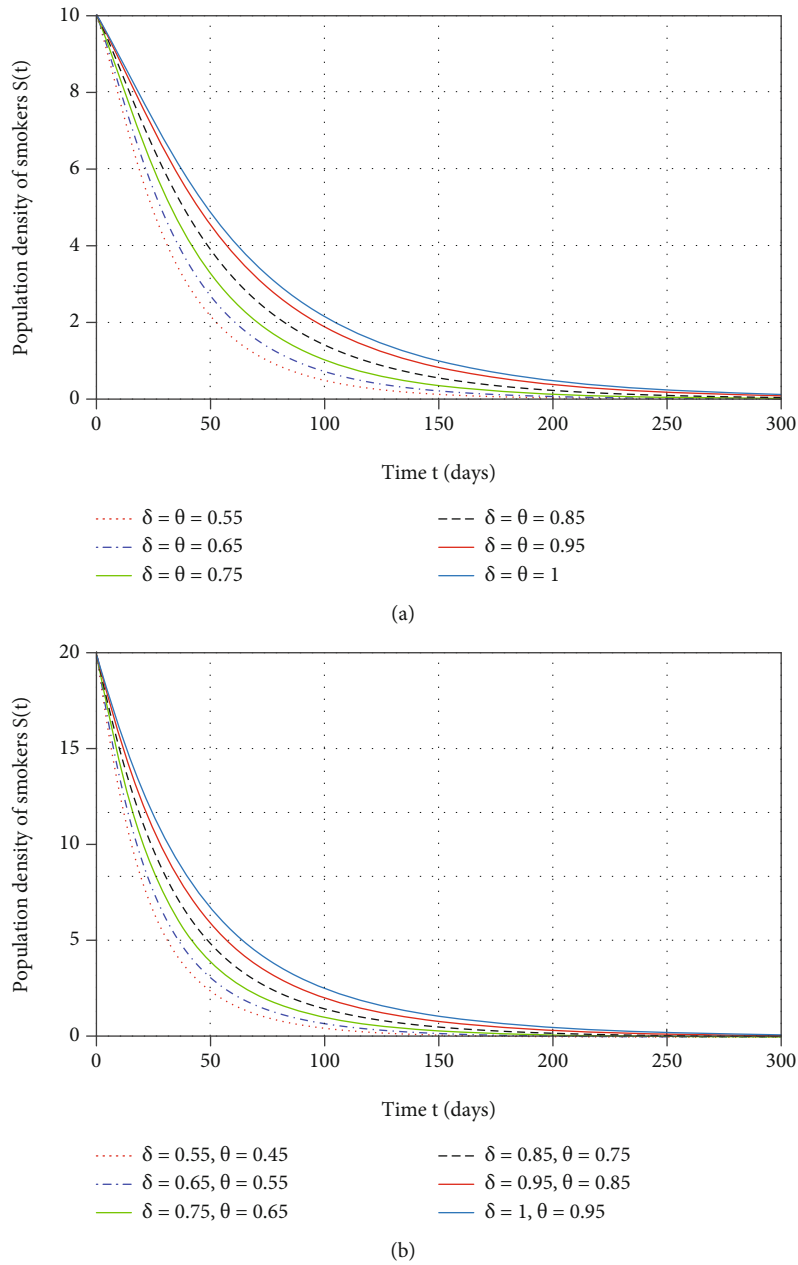 10
8
6
4
2
0
Population density of smokers S(t)
0 50 100 150 200 250 300
Time t (days)
δ = θ = 0.55
δ = θ = 0.65
δ = θ = 0.75
δ = θ = 0.85
δ = θ = 0.95
δ = θ = 1
(a)
20
15
10
5
0
Population density of smokers S(t)
0 50 100 150 200 250 300
Time t (days)
δ = 0.55, θ = 0.45
δ = 0.65, θ = 0.55
δ = 0.75, θ = 0.65
δ = 0.85, θ = 0.75
δ = 0.95, θ = 0.85
δ = 1, θ = 0.95
(b)